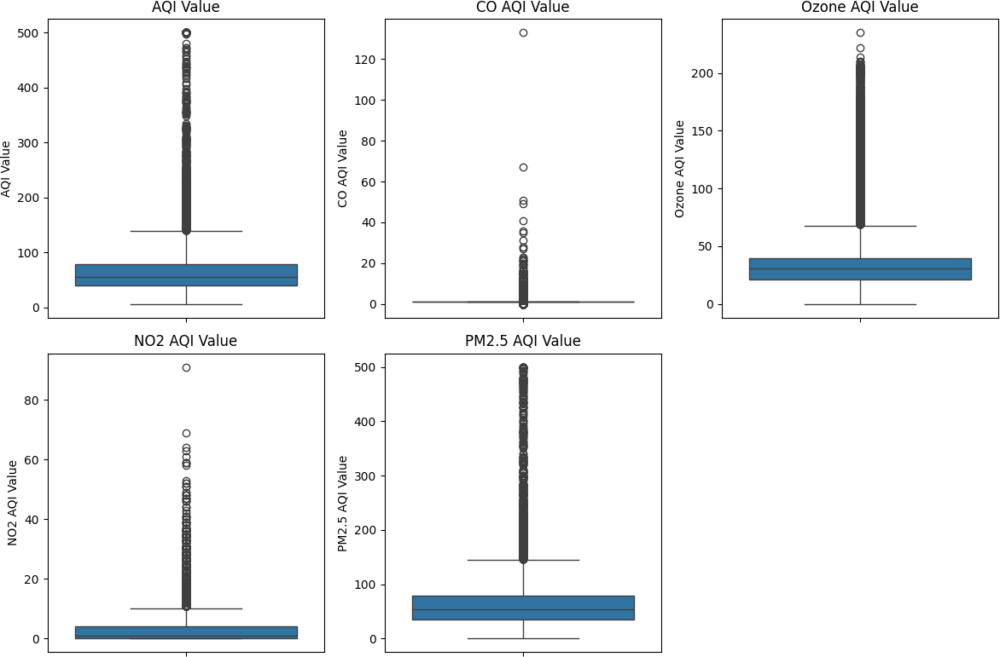 AQI Value
CO AQI Value
Ozone AQI Value
AQI Value
500
400
300
200
100
0
CO AQI Value
120
100
80
60
40
20
0
Ozone AQI Value
200
150
100
50
0
NO2 AQI Value
PM2.5 AQI Value
NO2 AQI Value
80
60
40
20
0
PM2.5 AQI Value
500
400
300
200
100
0